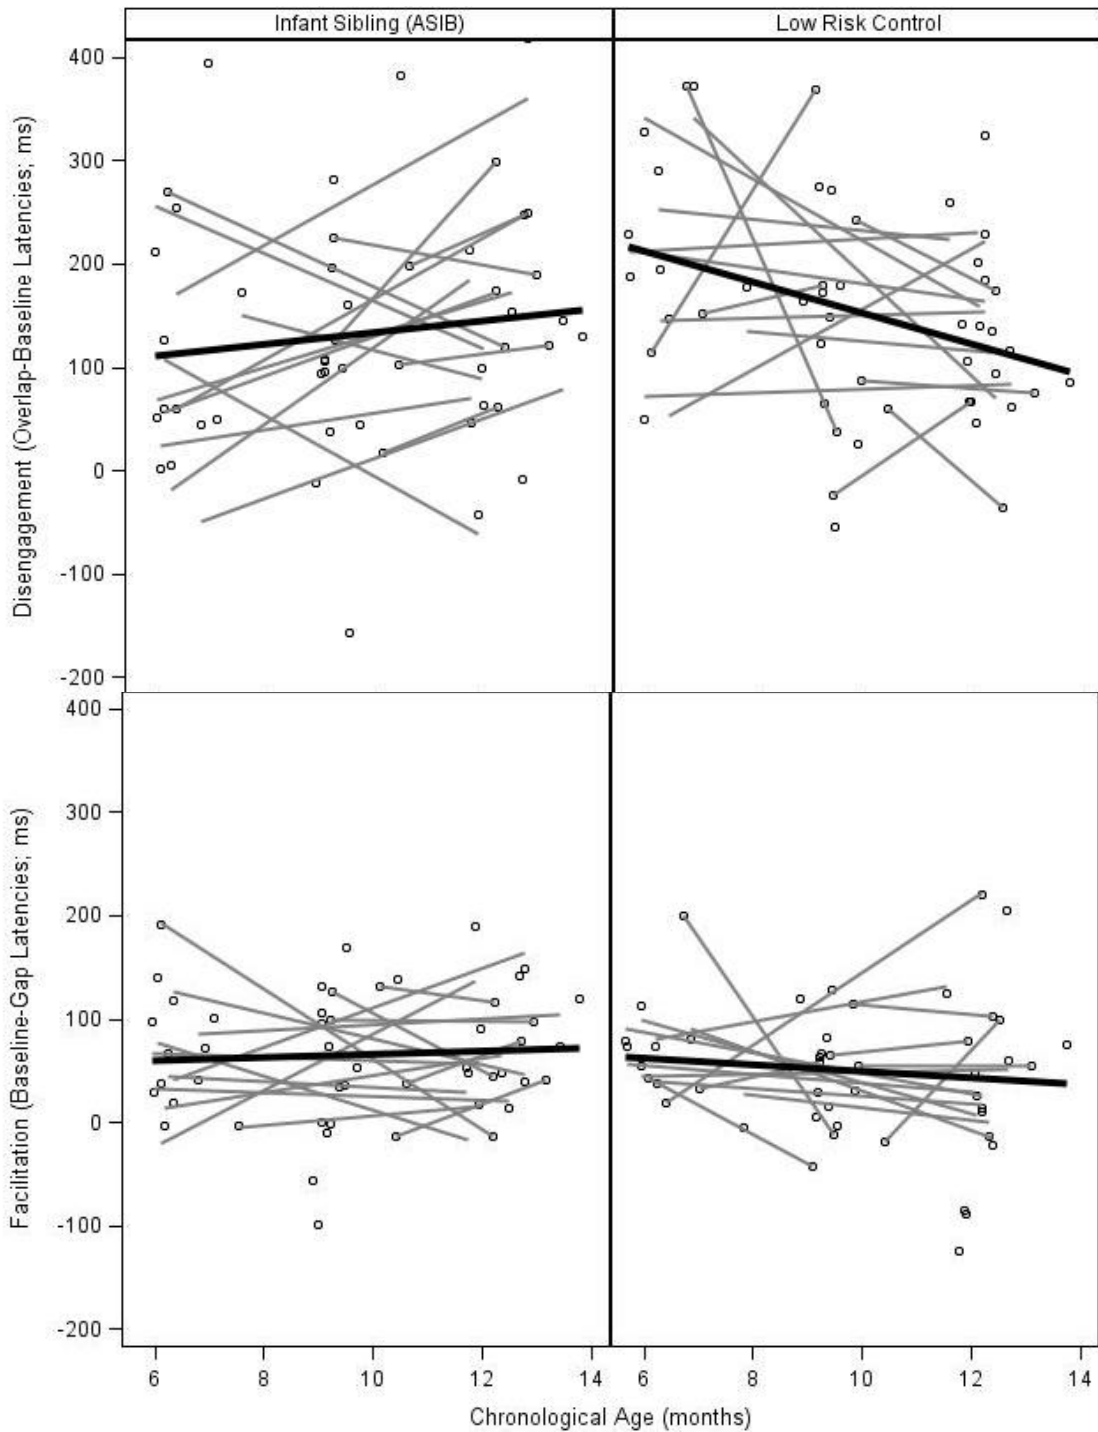 Infant Sibling (ASIB)
Low Risk Control
Disengagement (Overlap-Baseline Latencies; ms)
400
300
200
100
0
-100
-200
Facilitation (Baseline-Gap Latencies; ms)
400
300
200
100
0
-100
-200
6 8 10 12 14
6 8 10 12 14
Chronological Age (months)